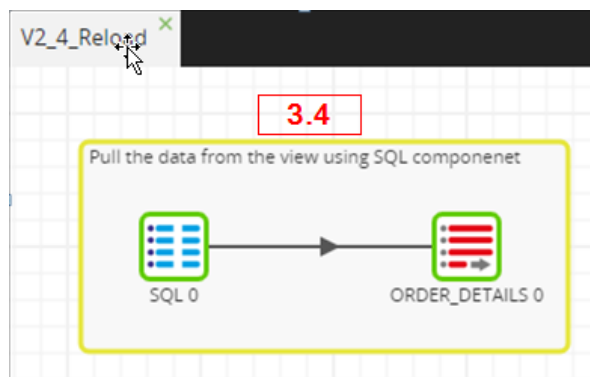 V2_4_Reload
3.4
Pull the data from the view using SQL componenet
SQL 0
ORDER_DETAILS 0